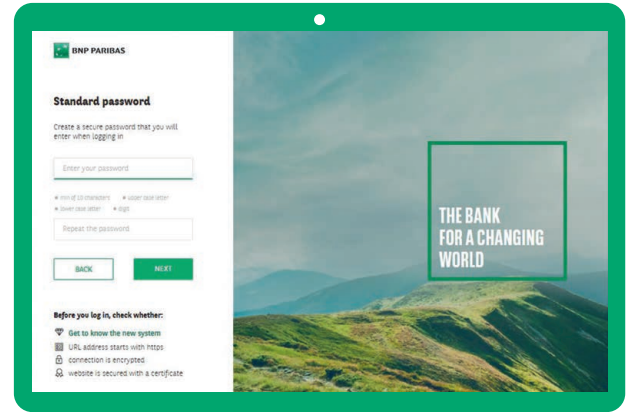 BNP PARIBAS
Standard password
Create a secure password that you will
enter when logging in
Enter your password
min of 10 characters upper case letter
lower case letter digit
Repeat the password
BACK NEXT
Before you log in, check whether:
Get to know the new system
URL address starts with https
connection is encrypted
website is secured with a certificate
THE BANK
FOR A CHANGING
WORLD